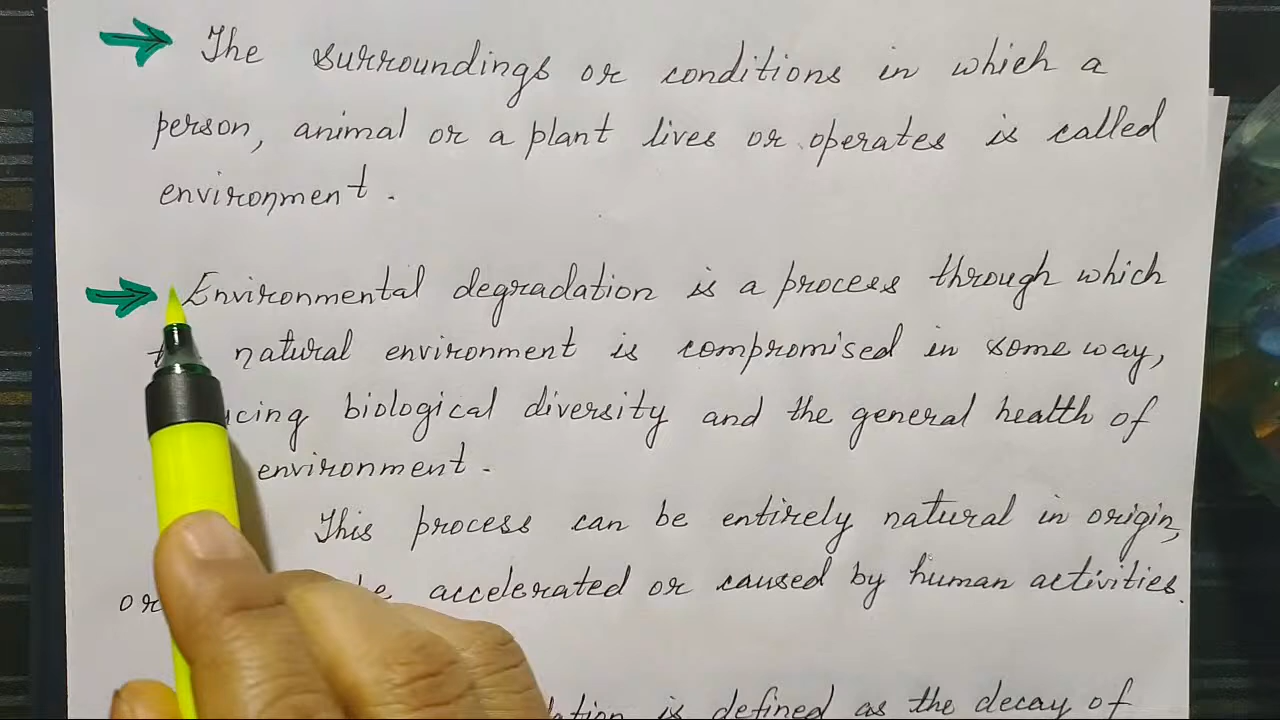 The surroundings or conditions in which a
person, animal or a plant lives or operates is called
environment.
Environmental degradation is a process through which
natural environment is compromised in some way,
biological diversity and the general health of
environment.
This process can be entirely natural in origin,
or accelerated or caused by human activities.
is defined as the decay of